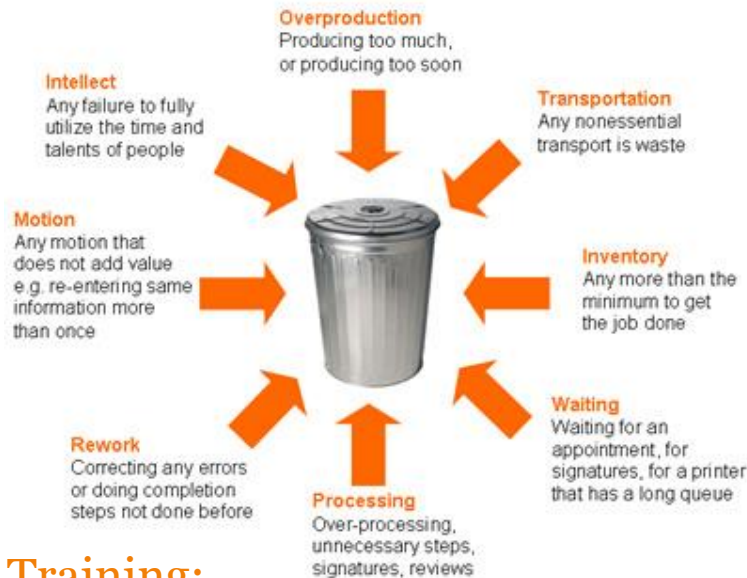 Overproduction
Producing too much,
or producing too soon
Transportation
Any nonessential
transport is waste
Inventory
Any more than the
minimum to get
the job done
Waiting
Waiting for an
appointment, for
signatures, for a printer
that has a long queue
Processing
Over-processing,
unnecessary steps,
signatures, reviews
Rework
Correcting any errors
or doing completion
steps not done before
Motion
Any motion that
does not add value
e.g. re-entering same
information more
than once
Intellect
Any failure to fully
utilize the time and
talents of people
Training: